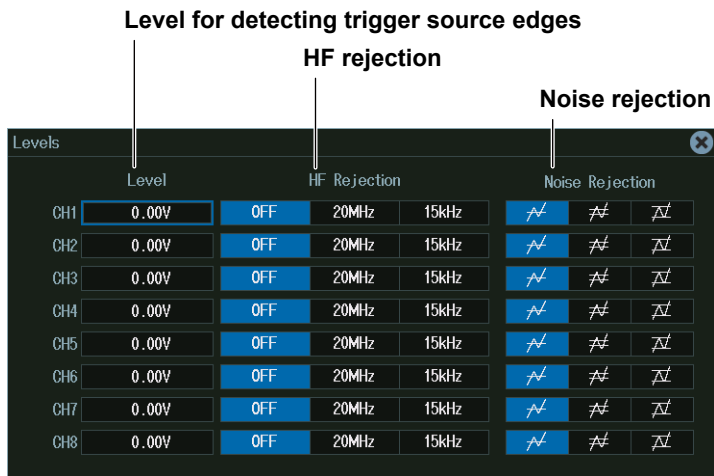 Level for detecting trigger source edges
HF rejection
Noise rejection
Levels
Level HF Rejection Noise Rejection
CH1 0.00V OFF 20MHz 15kHz
CH2 0.00V OFF 20MHz 15kHz
CH3 0.00V OFF 20MHz 15kHz
CH4 0.00V OFF 20MHz 15kHz
CH5 0.00V OFF 20MHz 15kHz
CH6 0.00V OFF 20MHz 15kHz
CH7 0.00V OFF 20MHz 15kHz
CH8 0.00V OFF 20MHz 15kHz